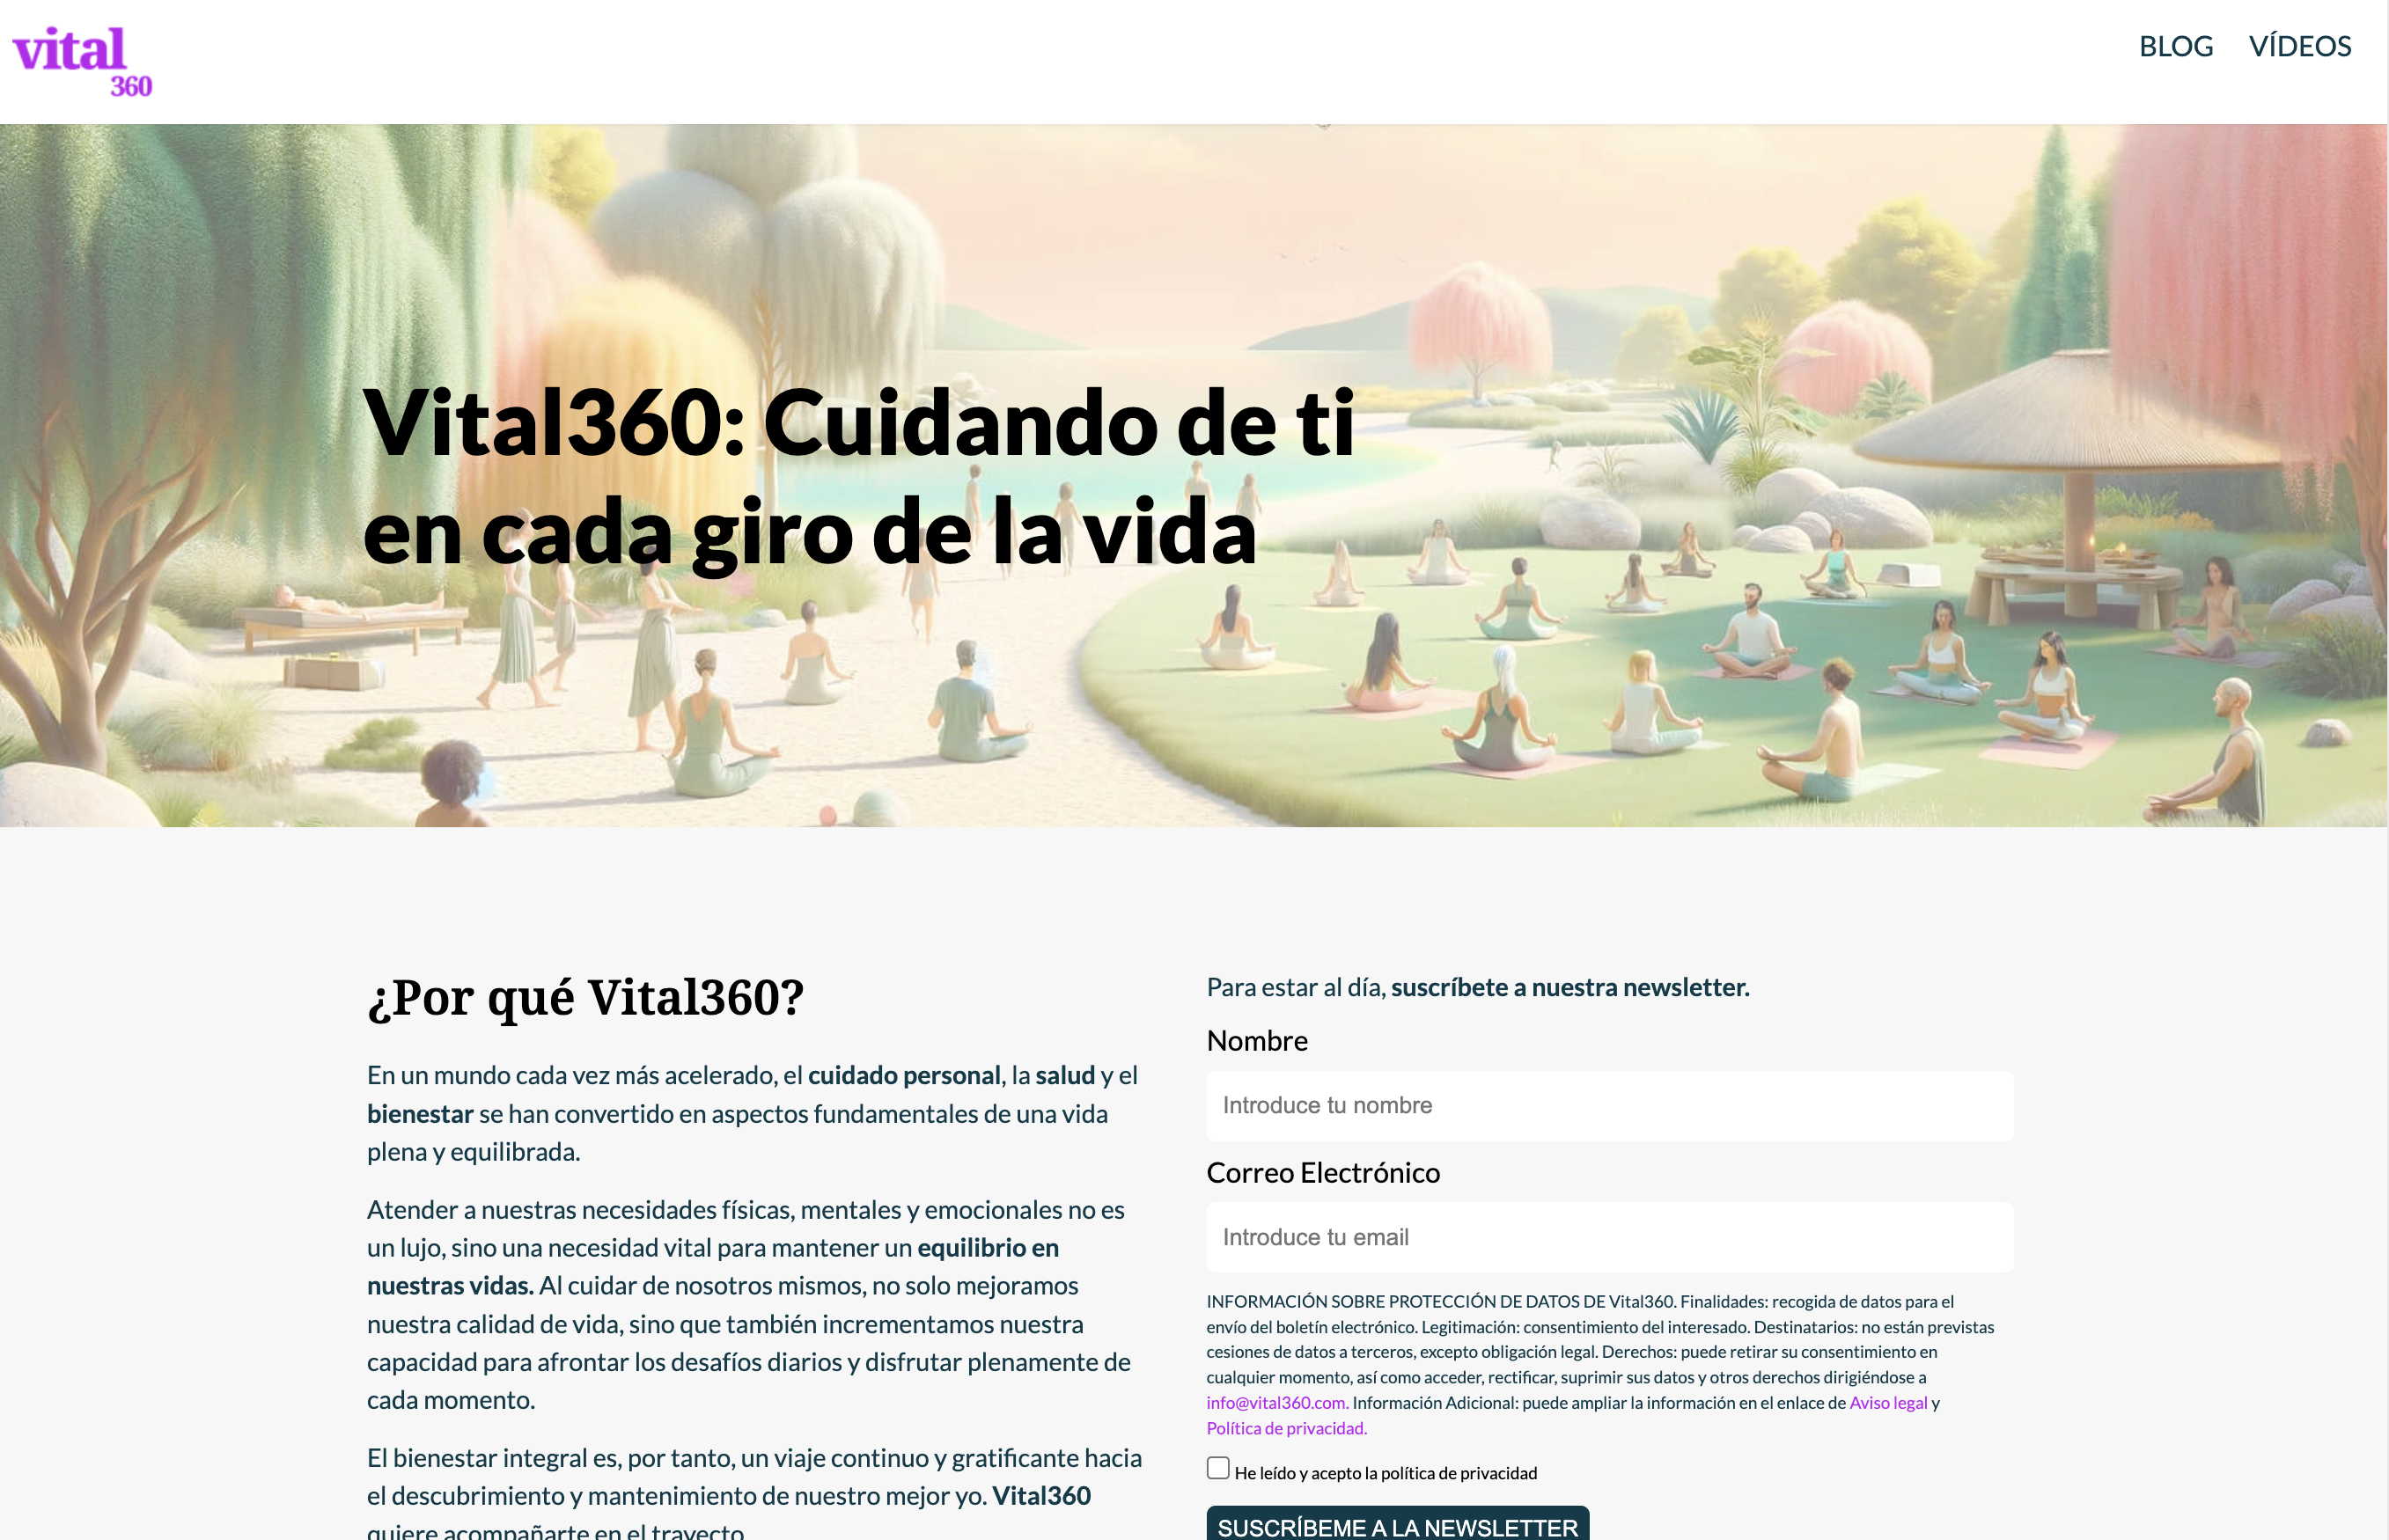 vital
360
BLOG VÍDEOS
Vital360: Cuidando de ti
en cada giro de la vida
¿Por qué Vital360?
En un mundo cada vez más acelerado, el cuidado personal, la salud y el
bienestar se han convertido en aspectos fundamentales de una vida
plena y equilibrada.
Atender a nuestras necesidades físicas, mentales y emocionales no es
un lujo, sino una necesidad vital para mantener un equilibrio en
nuestras vidas. Al cuidar de nosotros mismos, no solo mejoramos
nuestra calidad de vida, sino que también incrementamos nuestra
capacidad para afrontar los desafíos diarios y disfrutar plenamente de
cada momento.
El bienestar integral es, por tanto, un viaje continuo y gratificante hacia
el descubrimiento y mantenimiento de nuestro mejor yo. Vital360
quiere acompañarte en el trayecto.
Para estar al día, suscríbete a nuestra newsletter.
Nombre
Introduce tu nombre
Correo Electrónico
Introduce tu email
INFORMACIÓN SOBRE PROTECCIÓN DE DATOS DE Vital360. Finalidades: recogida de datos para el
envío del boletín electrónico. Legitimación: consentimiento del interesado. Destinatarios: no están previstas
cesiones de datos a terceros, excepto obligación legal. Derechos: puede retirar su consentimiento en
cualquier momento, así como acceder, rectificar, suprimir sus datos y otros derechos dirigiéndose a
info@vital360.com. Información Adicional: puede ampliar la información en el enlace de Aviso legal y
Política de privacidad.
He leído y acepto la política de privacidad
SUSCRÍBEME A LA NEWSLETTER